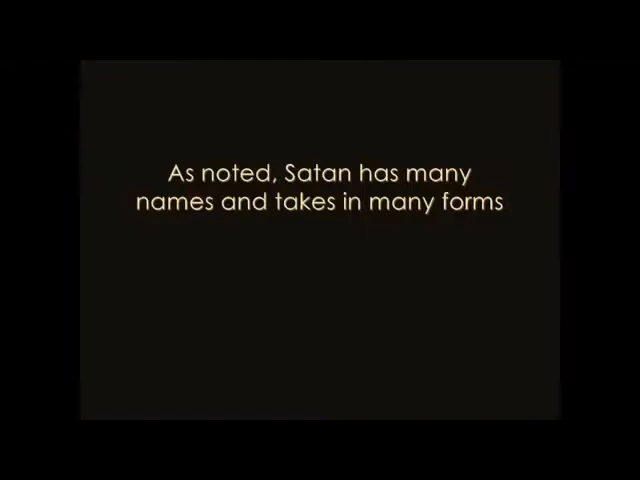 As noted, Satan has many
names and takes in many forms